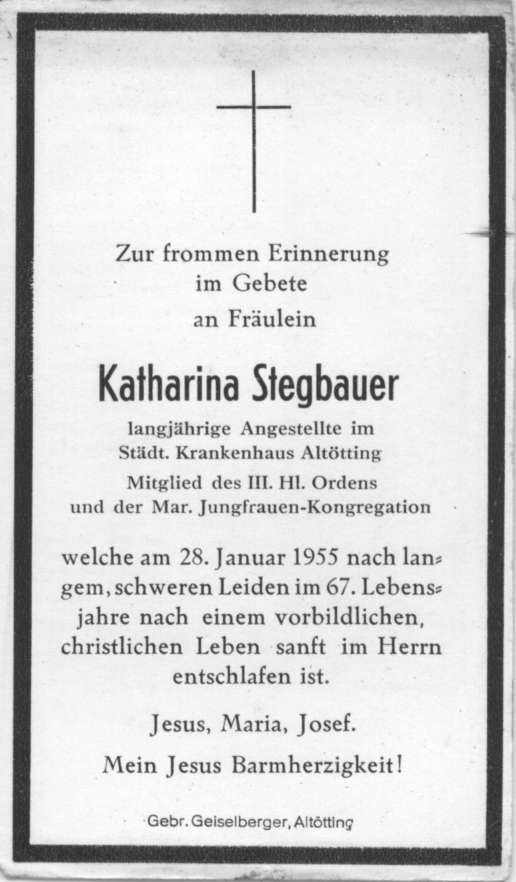 Zur frommen Erinnerung
im Gebete
an Fräulein
Katharina Stegbauer
langjährige Angestellte im
Städt. Krankenhaus Altötting
Mitglied des III. Hl. Ordens
und der Mar. Jungfrauen-Kongregation
welche am 28. Januar 1955 nach lan-
gem, schweren Leiden im 67. Lebens-
jahre nach einem vorbildlichen,
christlichen Leben sanft im Herrn
entschlafen ist.
Jesus, Maria, Josef.
Mein Jesus Barmherzigkeit!
Gebr. Geiselberger, Altötting